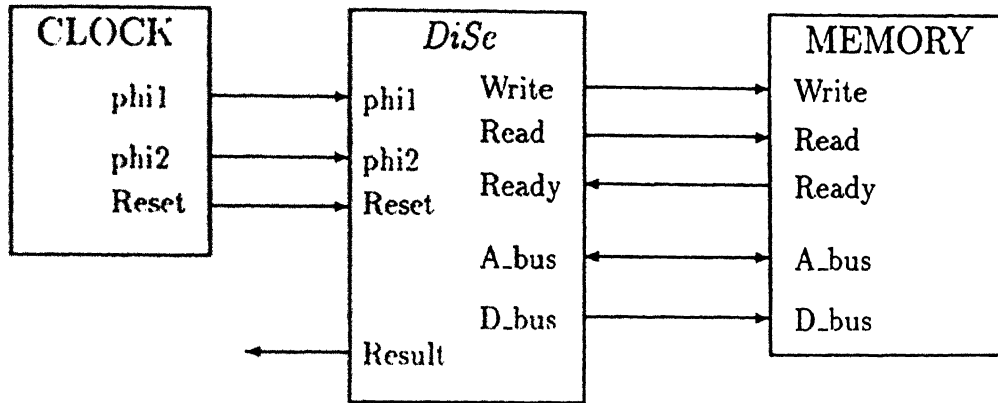 CLOCK
phi1
phi2
Reset
DiSc
phi1
phi2
Reset
Result
Write
Read
Ready
A_bus
D_bus
MEMORY
Write
Read
Ready
A_bus
D_bus